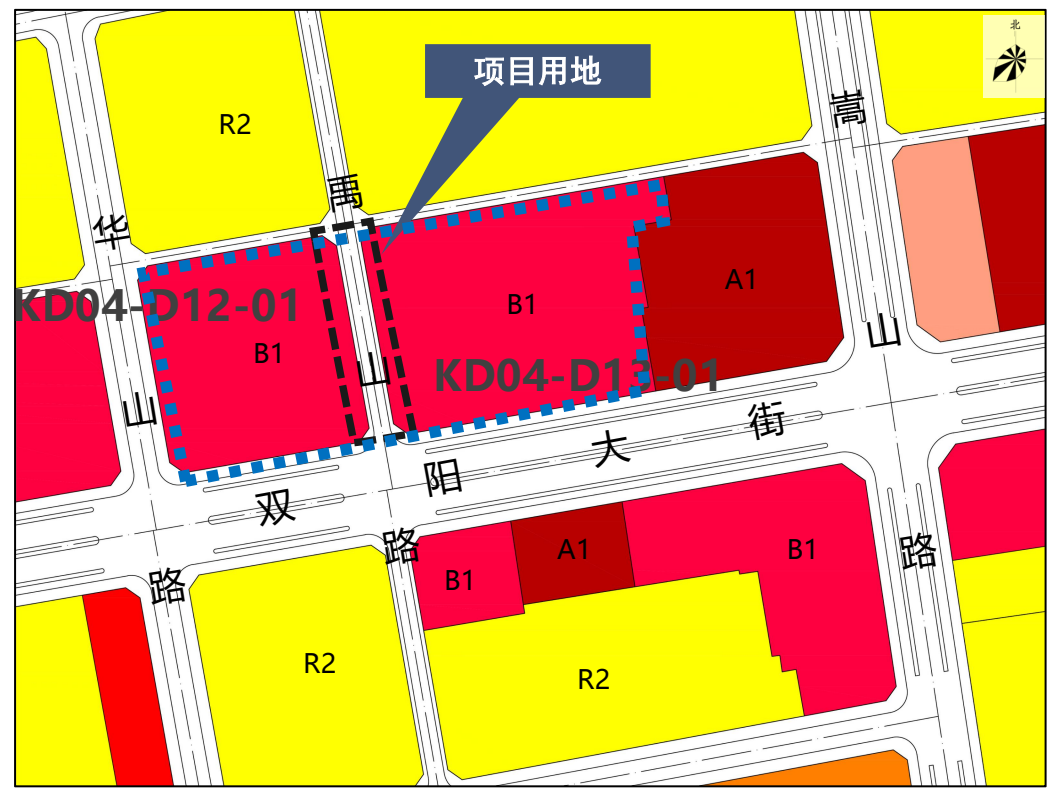 北
项目用地
R2
嵩
禹
华
A1
KD04-D12-01
B1
山
B1
山
KD04-D13-01
山
街
大
阳
双
路
路
路
B1
A1
B1
R2
R2